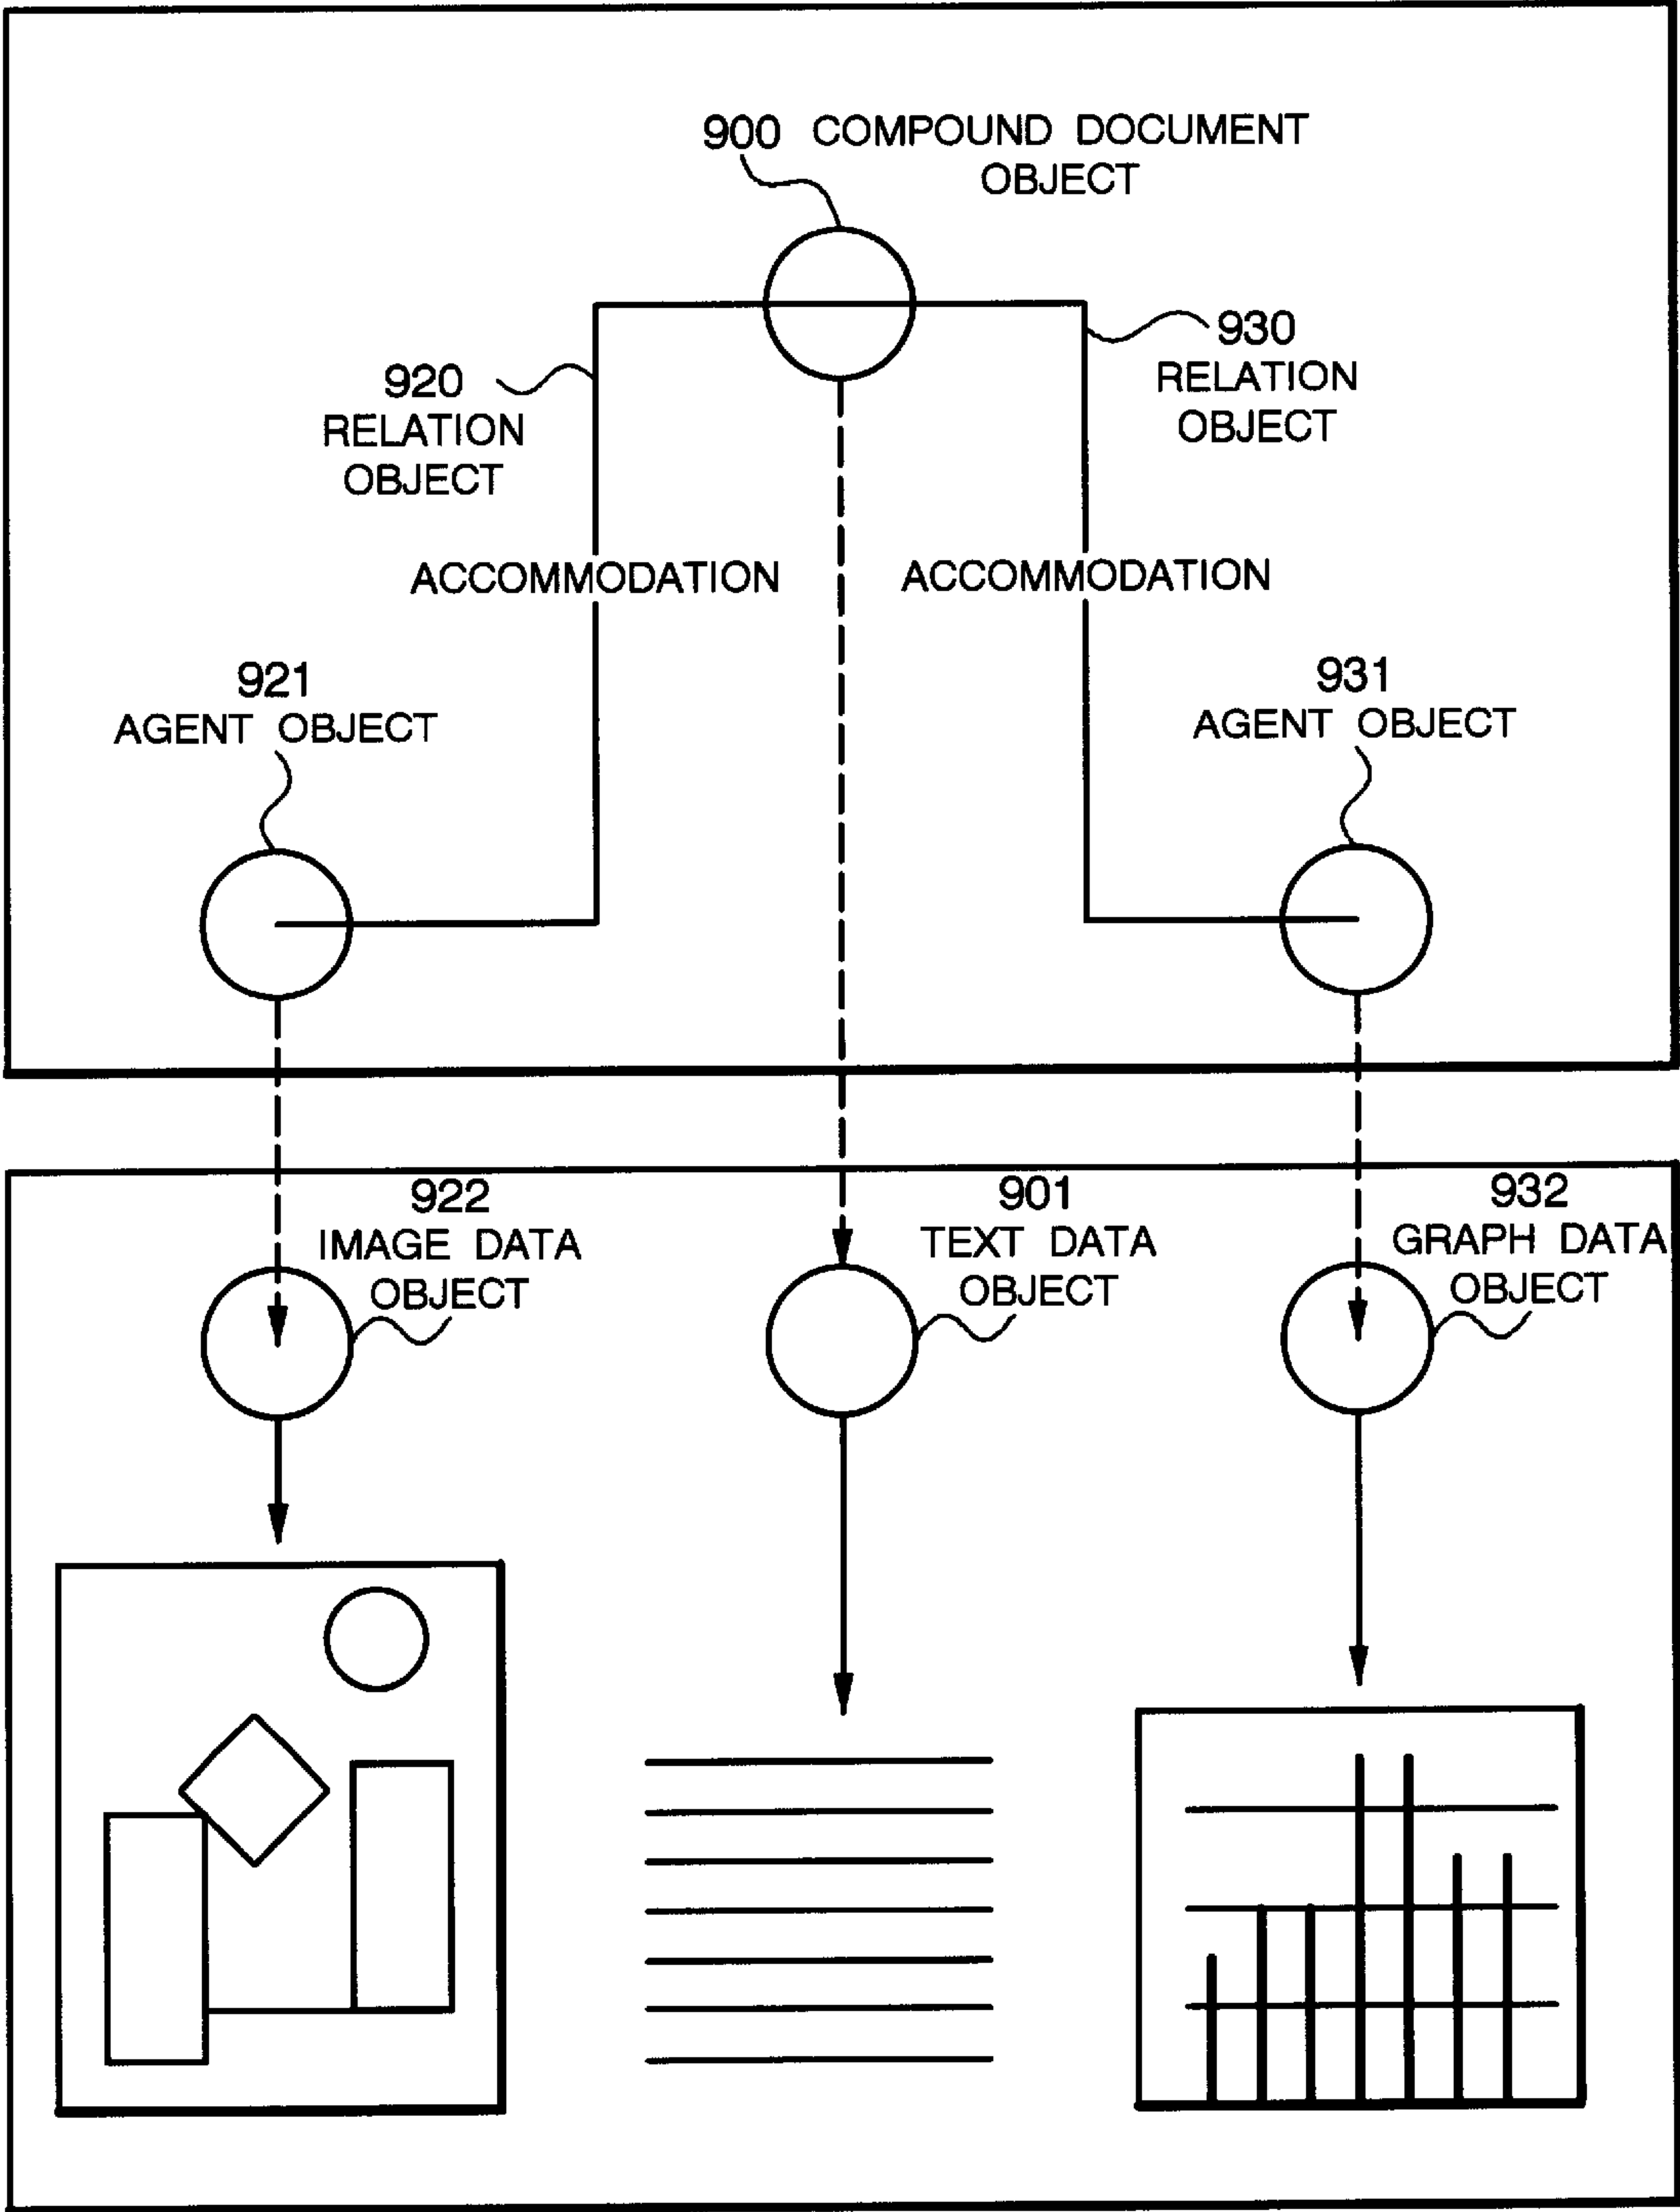 900 COMPOUND DOCUMENT
OBJECT
920
RELATION
OBJECT
930
RELATION
OBJECT
ACCOMMODATION
ACCOMMODATION
921
AGENT OBJECT
931
AGENT OBJECT
922
IMAGE DATA
OBJECT
901
TEXT DATA
OBJECT
932
GRAPH DATA
OBJECT